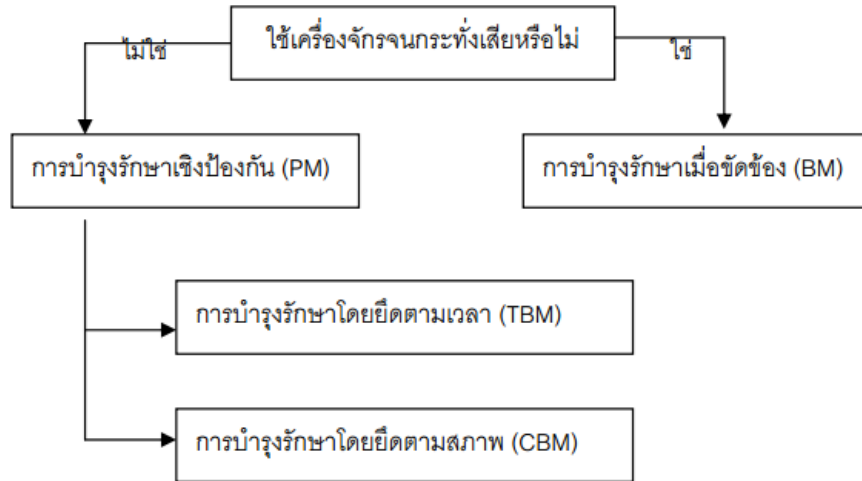 ใช้เครื่องจักรจนกระทั่งเสียหรือไม่
ไม่ใช่
ใช่
การบำรุงรักษาเชิงป้องกัน (PM)
การบำรุงรักษาเมื่อขัดข้อง (BM)
การบำรุงรักษาโดยยึดตามเวลา (TBM)
การบำรุงรักษาโดยยึดตามสภาพ (CBM)